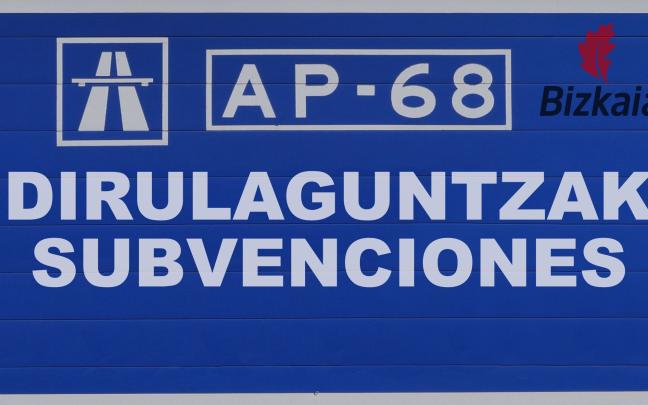 AP-68
Bizkaia
DIRULAGUNTZAK
SUBVENCIONES